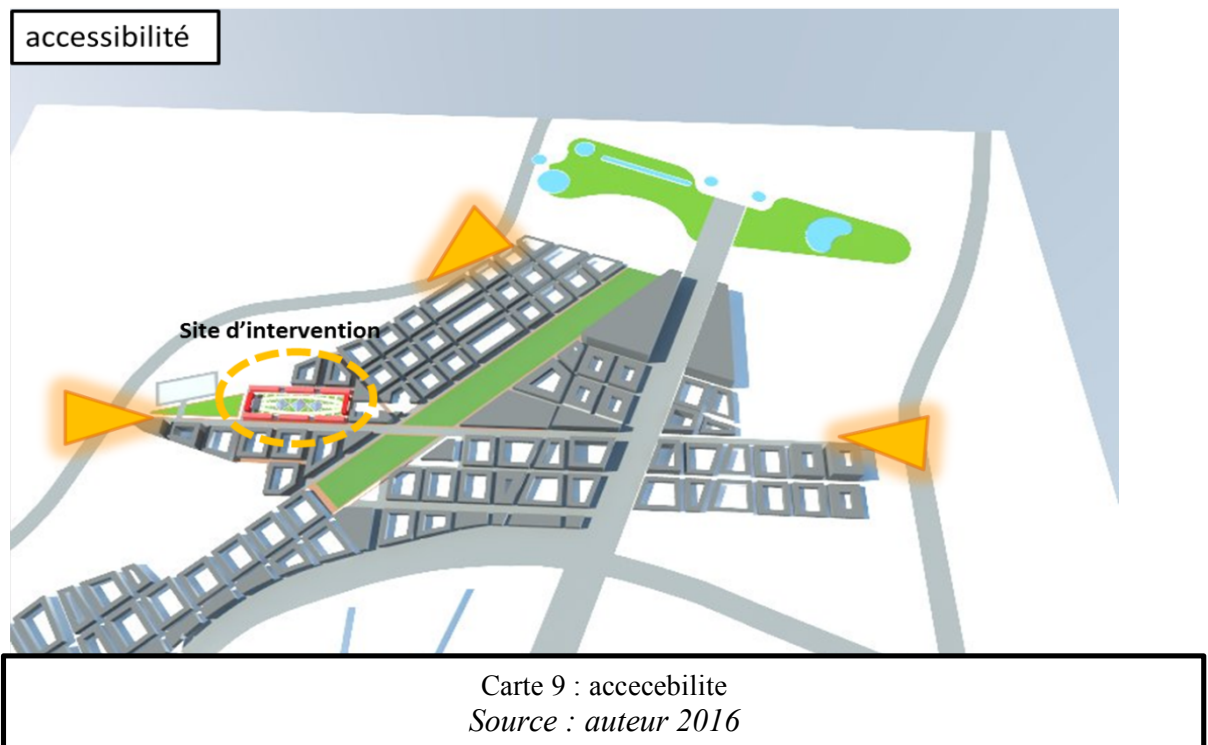 accessibilité
Site d'intervention
Carte 9 : accecebilite
Source : auteur 2016